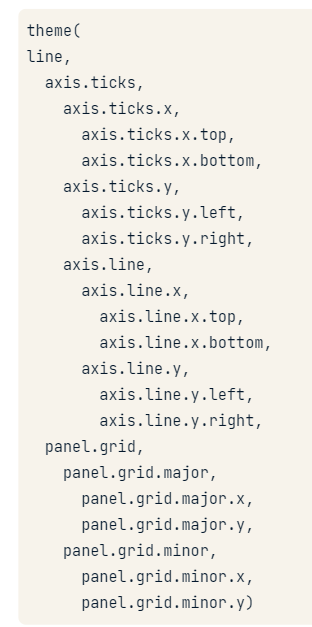 theme(
line,
  axis.ticks,
    axis.ticks.x,
      axis.ticks.x.top,
      axis.ticks.x.bottom,
    axis.ticks.y,
      axis.ticks.y.left,
      axis.ticks.y.right,
    axis.line,
      axis.line.x,
        axis.line.x.top,
        axis.line.x.bottom,
      axis.line.y,
        axis.line.y.left,
        axis.line.y.right,
  panel.grid,
    panel.grid.major,
      panel.grid.major.x,
      panel.grid.major.y,
    panel.grid.minor,
      panel.grid.minor.x,
      panel.grid.minor.y)